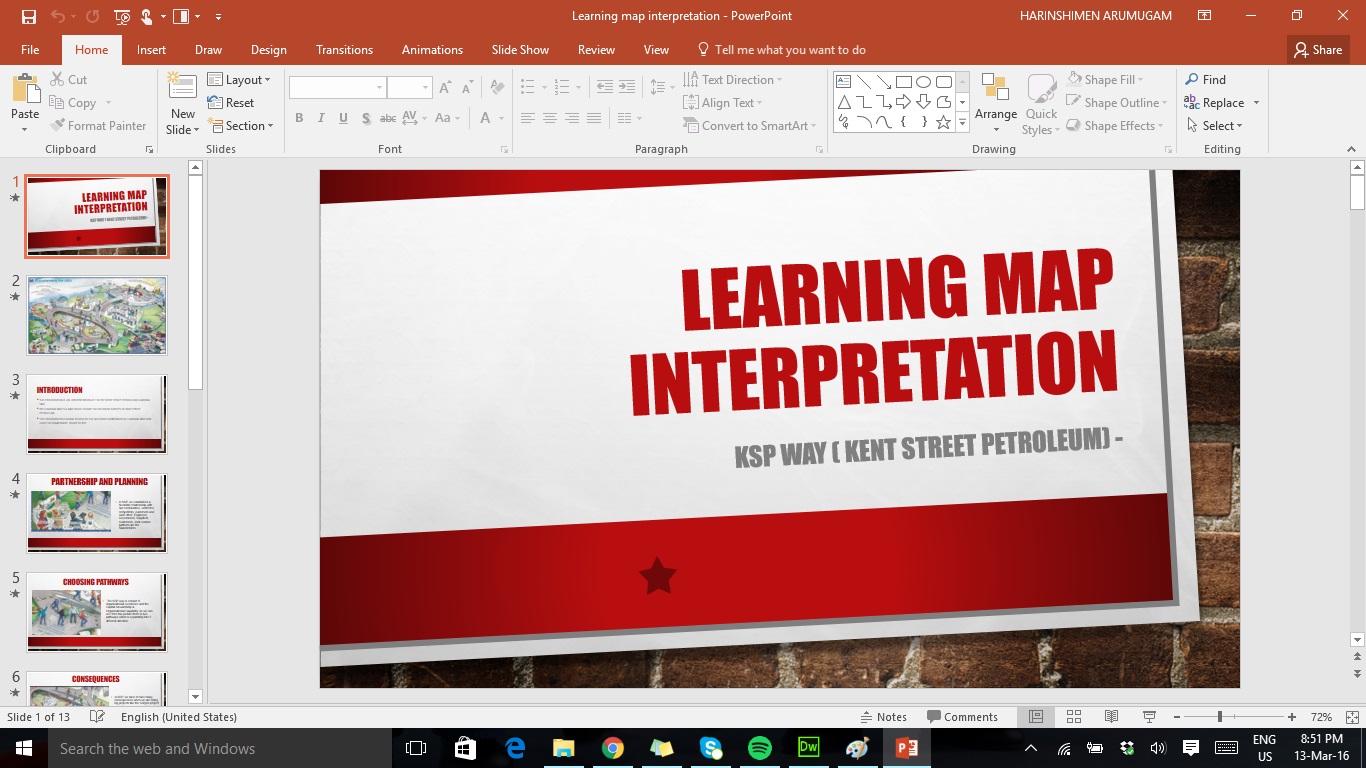 Learning map interpretation - PowerPoint
HARINSHIMEN ARUMUGAM
File Home Insert Draw Design Transitions Animations Slide Show Review View Tell me what you want to do
Share
Paste
Cut
Copy
Format Painter
Clipboard
New
Slide
Layout
Reset
Section
Slides
B I U S abc AV Aa A
Font
Text Direction
Align Text
Convert to SmartArt
Paragraph
Arrange
Quick
Styles
Shape Fill
Shape Outline
Shape Effects
Drawing
Find
Replace
Select
Editing
1
LEARNING MAP
INTERPRETATION
KSP WAY ( KENT STREET PETROLEUM) -
2
3
INTRODUCTION
4
PARTNERSHIP AND PLANNING
5
CHOOSING PATHWAYS
6
CONSEQUENCES
LEARNING MAP
INTERPRETATION
KSP WAY ( KENT STREET PETROLEUM) -
Slide 1 of 13
English (United States)
Notes
Comments
72%
Search the web and Windows
Dw
ENG
US
8:51 PM
13-Mar-16